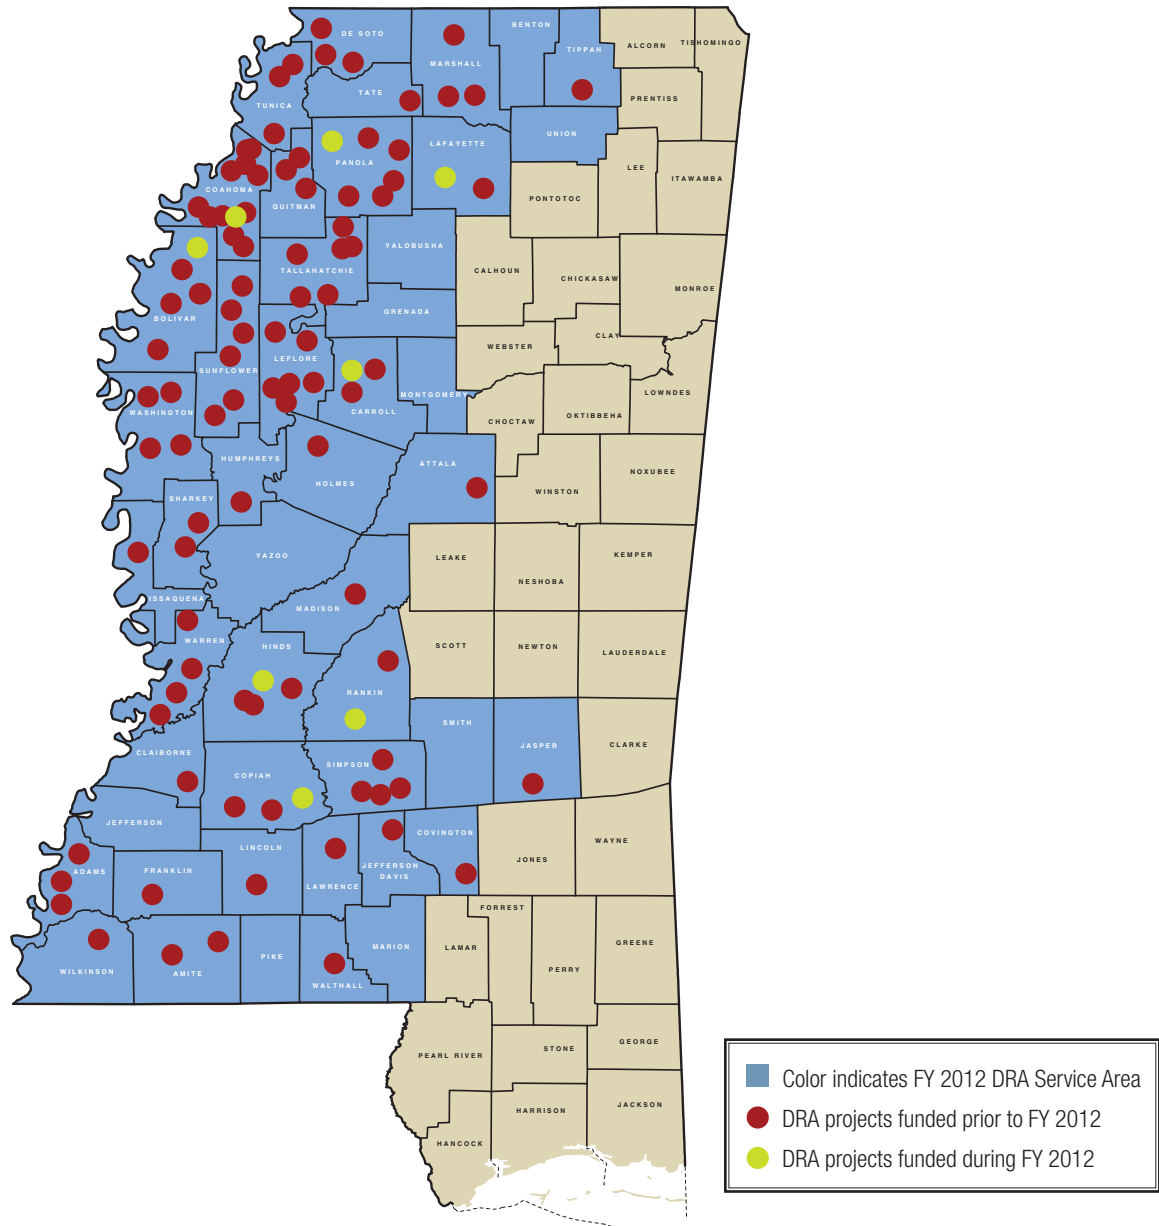 BENTON
DE SOTO
TIPPAH
ALCORN
TISHOMINGO
MARSHALL
TATE
PRENTISS
TUNICA
UNION
LAFAYETTE
PANOLA
LEE
ITAWAMBA
COAHOMA
PONTOTOC
QUITMAN
YALOBUSHA
TALLAHATCHIE
CALHOUN
CHICKASAW
MONROE
GRENADA
BOLIVAR
CLAY
WEBSTER
LEFLORE
SUNFLOWER
MONTGOMERY
LOWNDES
WASHINGTON
CARROLL
OKTIBBEHA
CHOCTAW
HUMPHREYS
ATTALA
NOXUBEE
HOLMES
WINSTON
SHARKEY
YAZOO
LEAKE
KEMPER
NESHOBA
ISSAQUENA
MADISON
WARREN
HINDS
SCOTT
NEWTON
LAUDERDALE
RANKIN
SMITH
JASPER
CLARKE
CLAIBORNE
SIMPSON
COPIAH
JEFFERSON
COVINGTON
WAYNE
LINCOLN
JONES
JEFFERSON
DAVIS
ADAMS
FRANKLIN
LAWRENCE
FORREST
MARION
LAMAR
GREENE
PIKE
PERRY
WILKINSON
AMITE
WALTHALL
GEORGE
STONE
PEARL RIVER
JACKSON
HARRISON
HANCOCK
Color indicates FY 2012 DRA Service Area
DRA projects funded prior to FY 2012
DRA projects funded during FY 2012